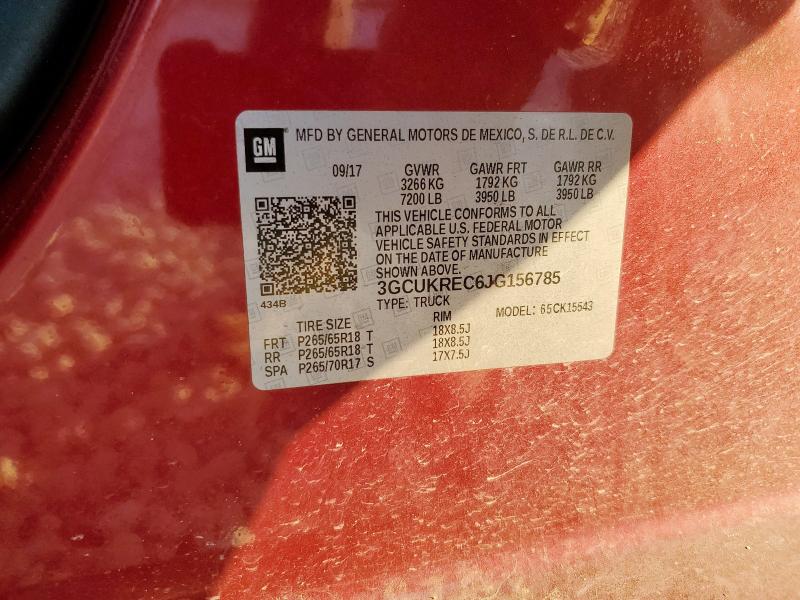 GM
MFD BY GENERAL MOTORS DE MEXICO, S. DE R.L. DE C.V.
09/17 GVWR GAWR FRT GAWR RR
3266 KG 1792 KG 1792 KG
7200 LB 3950 LB 3950 LB
THIS VEHICLE CONFORMS TO ALL
APPLICABLE U.S. FEDERAL MOTOR
VEHICLE SAFETY STANDARDS IN EFFECT
ON THE DATE OF MANUFACTURE
SHOWN ABOVE.
434B
3GCUKREC6JG156785
TYPE: TRUCK MODEL: 65CK15543
TIRE SIZE RIM
FRT P265/65R18 T 18X8.5J
RR P265/65R18 T 18X8.5J
SPA P265/70R17 S 17X7.5J